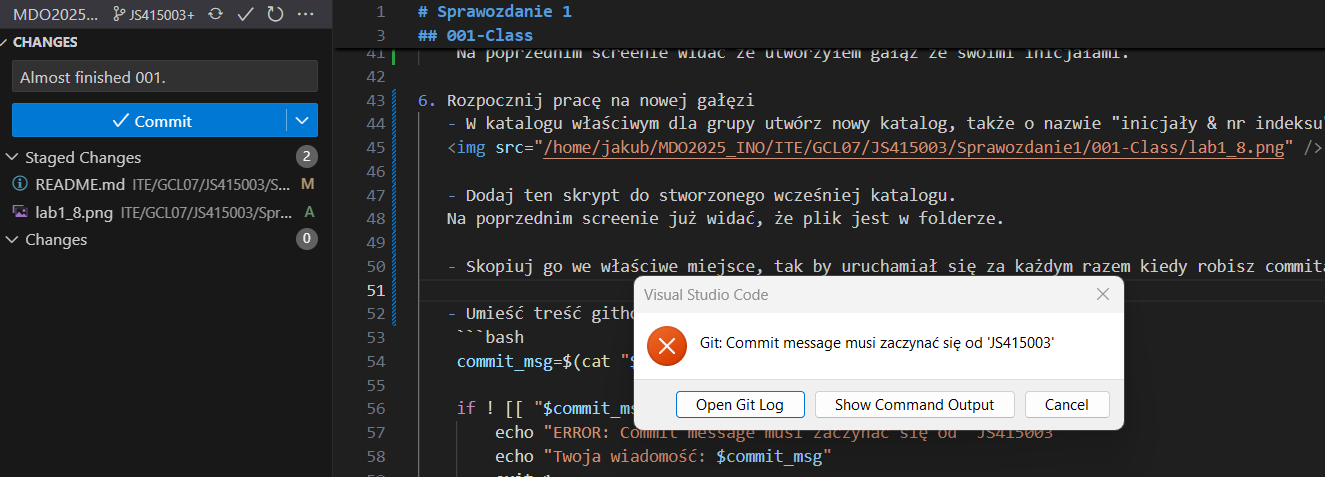 MDO2025... JS415003+ ...
CHANGES
Almost finished 001.
Commit
Staged Changes 2
README.md ITE/GCL07/JS415003/S... M
lab1_8.png ITE/GCL07/JS415003/Spr... A
Changes 0
1 # Sprawozdanie 1
3 ## 001-Class
41 Na poprzednim screenie widać że utworzyłem gałąź ze swoimi inicjałami.
42
43 6. Rozpocznij pracę na nowej gałęzi
44 - W katalogu właściwym dla grupy utwórz nowy katalog, także o nazwie "inicjały & nr indeksu"
45 <img src="/home/jakub/MDO2025_INO/ITE/GCL07/JS415003/Sprawozdanie1/001-Class/lab1_8.png" />
46
47 - Dodaj ten skrypt do stworzonego wcześniej katalogu.
48 Na poprzednim screenie już widać, że plik jest w folderze.
49
50 - Skopiuj go we właściwe miejsce, tak by uruchamiał się za każdym razem kiedy robisz commita
51
52 - Umieść treść githo
53 ```bash
54 commit_msg=$(cat "$
55
56 if ! [[ "$commit_ms
57 echo "ERROR: Commit message musi zaczynać się od 'JS415003'
58 echo "Twoja wiadomość: $commit_msg"
Visual Studio Code
Git: Commit message musi zaczynać się od 'JS415003'
Open Git Log
Show Command Output
Cancel